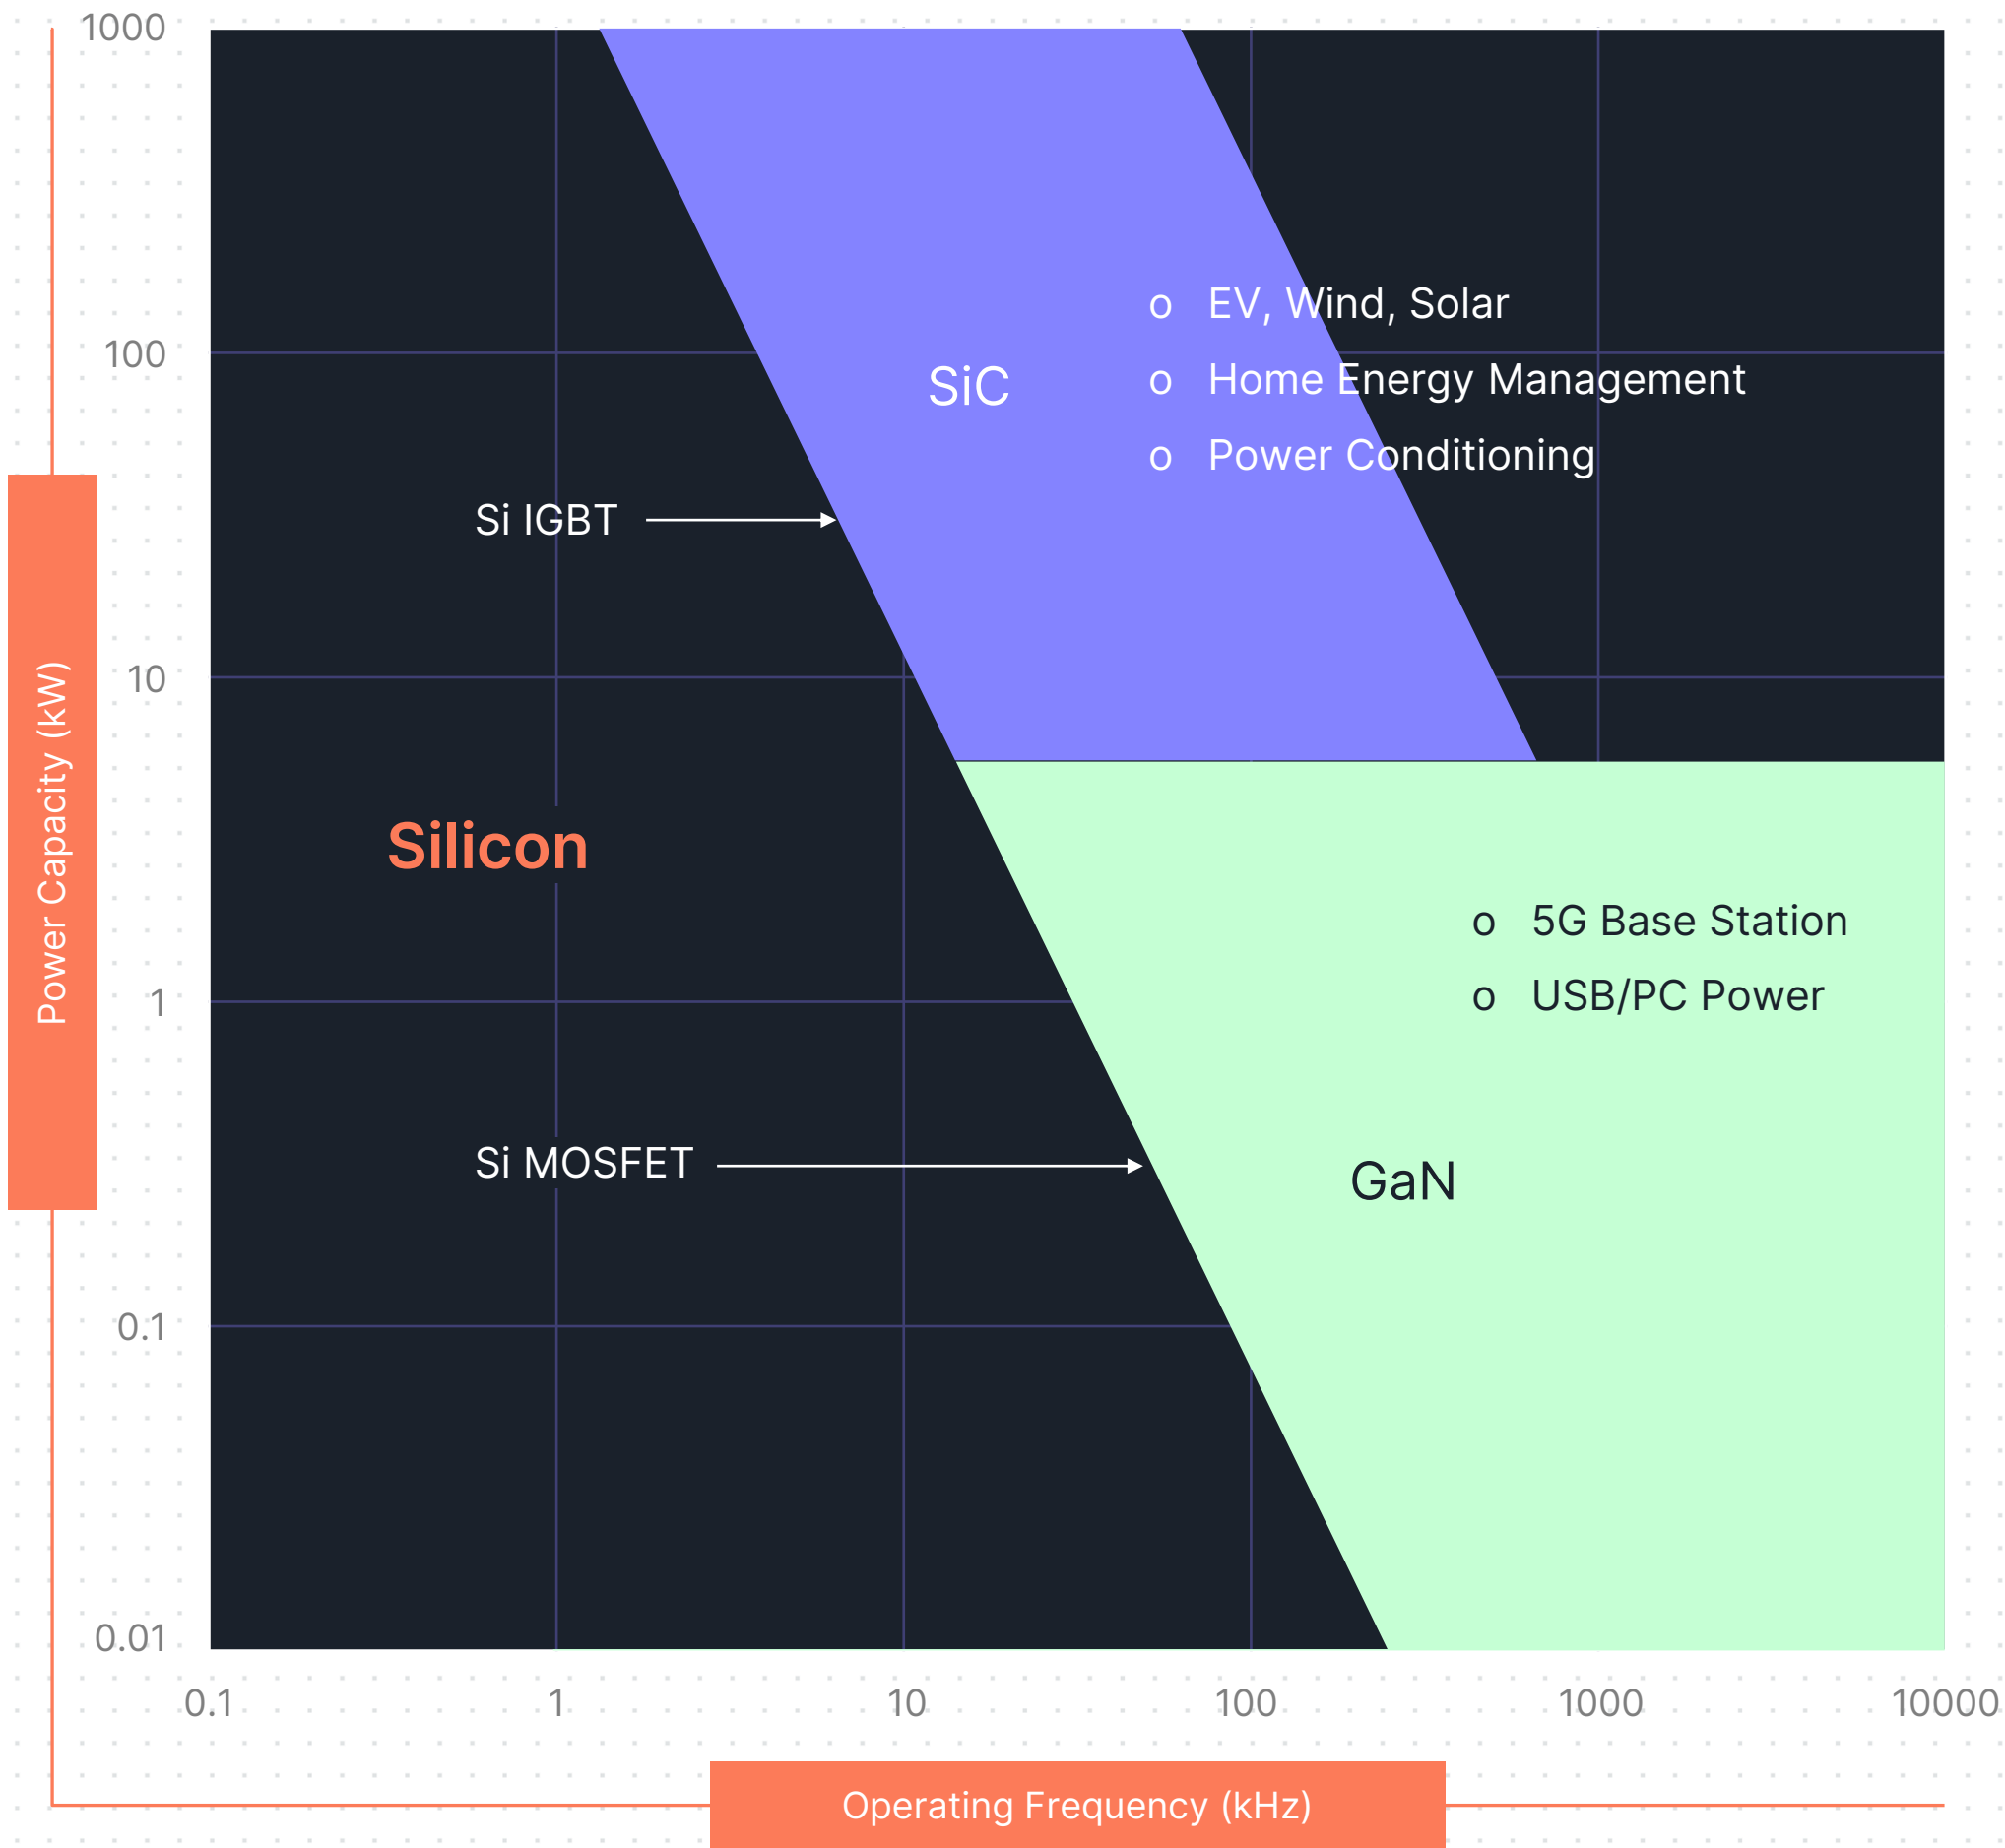 1000
100
10
1
0.1
0.01
Power Capacity (kW)
SiC
o EV, Wind, Solar
o Home Energy Management
o Power Conditioning
Si IGBT
Silicon
o 5G Base Station
o USB/PC Power
Si MOSFET
GaN
0.1 1 10 100 1000 10000
Operating Frequency (kHz)